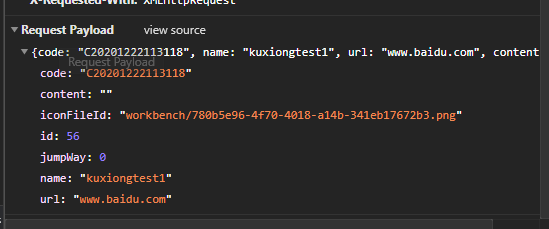 X-Requested-With: XMLHttpRequest
Request Payload view source
{code: "C20201222113118", name: "kuxiongtest1", url: "www.baidu.com", content
Request Payload
code: "C20201222113118"
content: ""
iconFileId: "workbench/780b5e96-4f70-4018-a14b-341eb17672b3.png"
id: 56
jumpWay: 0
name: "kuxiongtest1"
url: "www.baidu.com"